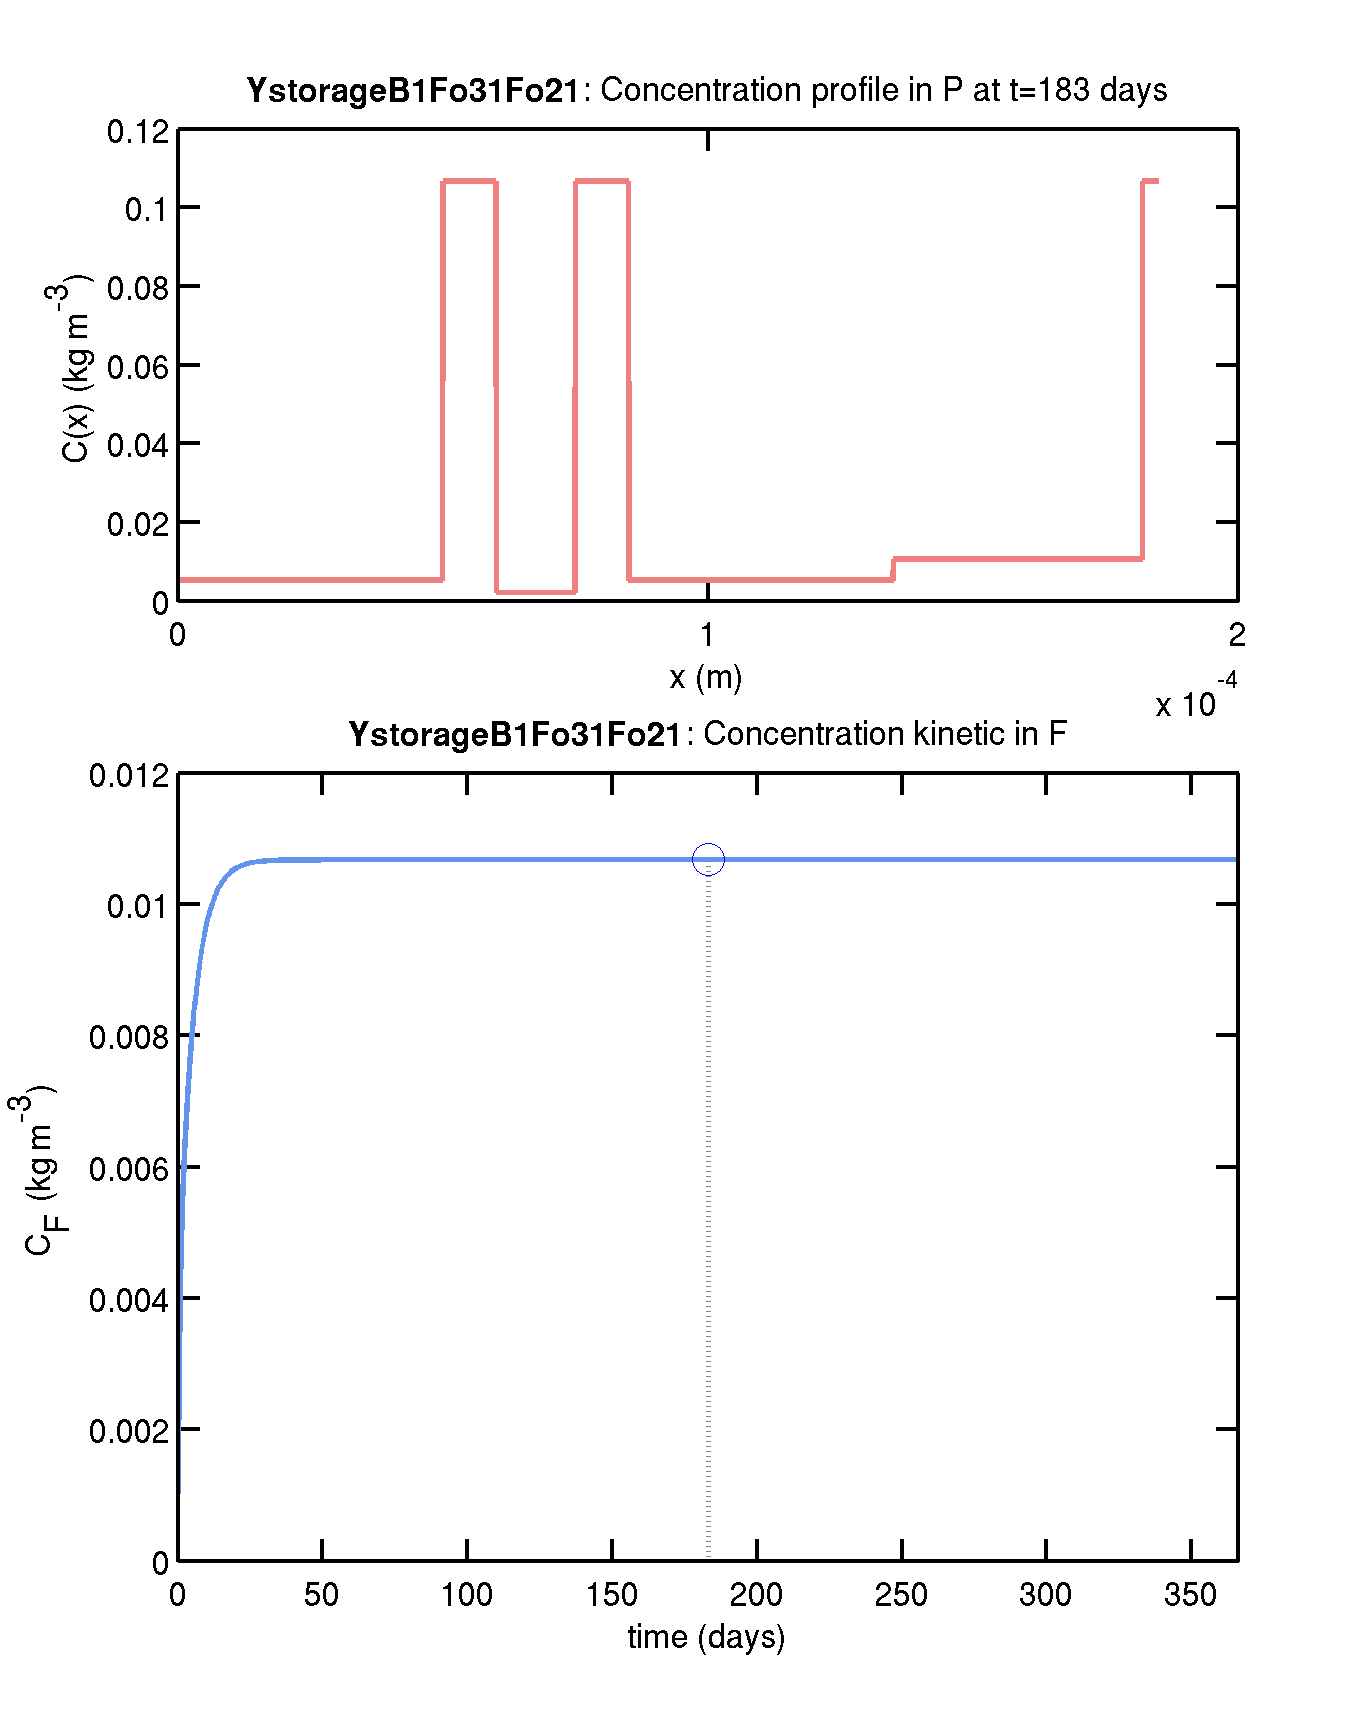 YstorageB1Fo31Fo21: Concentration profile in P at t=183 days
0.12
0.1
0.08
0.06
0.04
0.02
0
C(x) (kg m-3)
0 1 2
x (m)
x 10-4
YstorageB1Fo31Fo21: Concentration kinetic in F
0.012
0.01
0.008
0.006
0.004
0.002
0
CF (kg m-3)
0 50 100 150 200 250 300 350
time (days)